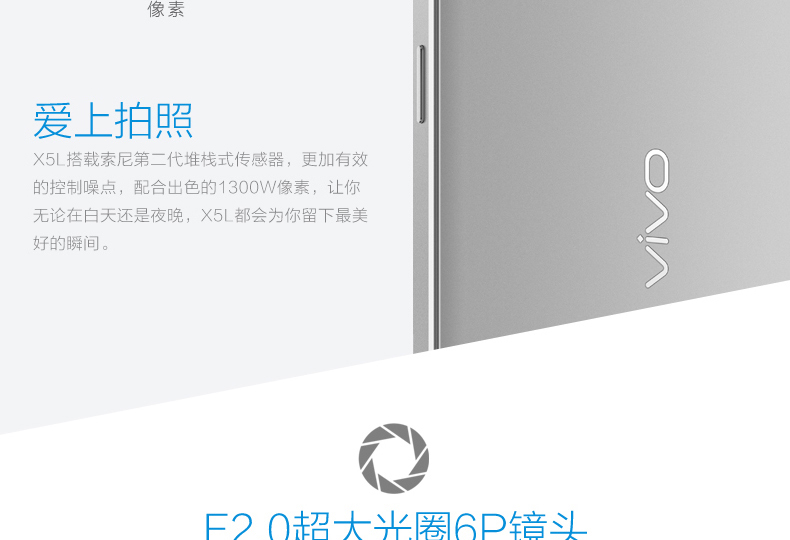 像素
爱上拍照
X5L搭载索尼第二代堆栈式传感器，更加有效
的控制噪点，配合出色的1300W像素，让你
无论在白天还是夜晚，X5L都会为你留下最美
好的瞬间。
vivo
F2.0超大光圈6P镜头